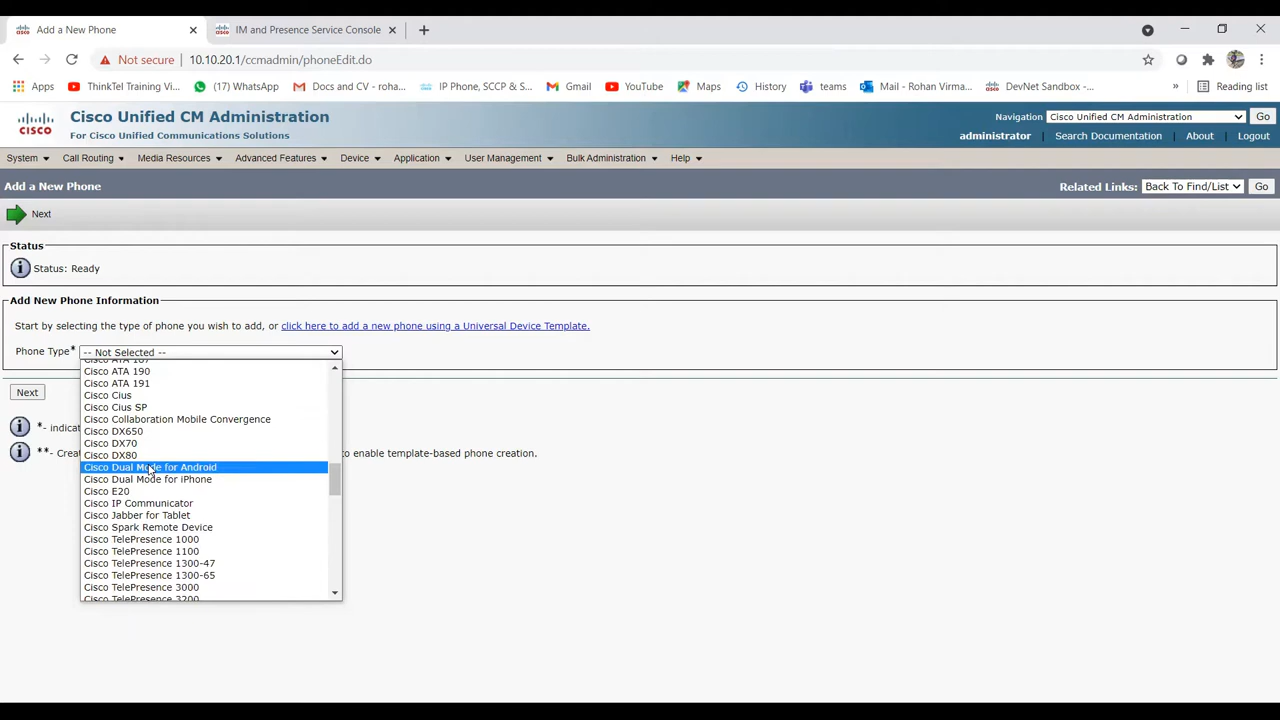 Add a New Phone
IM and Presence Service Console
Not secure 10.10.20.1/ccmadmin/phoneEdit.do
Apps ThinkTel Training Vi... (17) WhatsApp Docs and CV - roha... IP Phone, SCCP & S... Gmail YouTube Maps History teams Mail - Rohan Virma... DevNet Sandbox -... » Reading list
Cisco Unified CM Administration
For Cisco Unified Communications Solutions
CISCO
Navigation Cisco Unified CM Administration Go
administrator Search Documentation About Logout
System Call Routing Media Resources Advanced Features Device Application User Management Bulk Administration Help
Add a New Phone
Related Links: Back To Find/List Go
Next
Status
Status: Ready
Add New Phone Information
Start by selecting the type of phone you wish to add, or click here to add a new phone using a Universal Device Template.
Phone Type* -- Not Selected --
Cisco ATA 187
Cisco ATA 190
Cisco ATA 191
Cisco Cius
Cisco Cius SP
Cisco Collaboration Mobile Convergence
Cisco DX650
Cisco DX70
Cisco DX80
Cisco Dual Mode for Android
Cisco Dual Mode for iPhone
Cisco E20
Cisco IP Communicator
Cisco Jabber for Tablet
Cisco Spark Remote Device
Cisco TelePresence 1000
Cisco TelePresence 1100
Cisco TelePresence 1300-47
Cisco TelePresence 1300-65
Cisco TelePresence 3000
Cisco TelePresence 3200
Next
*- indicat
**- Crea to enable template-based phone creation.